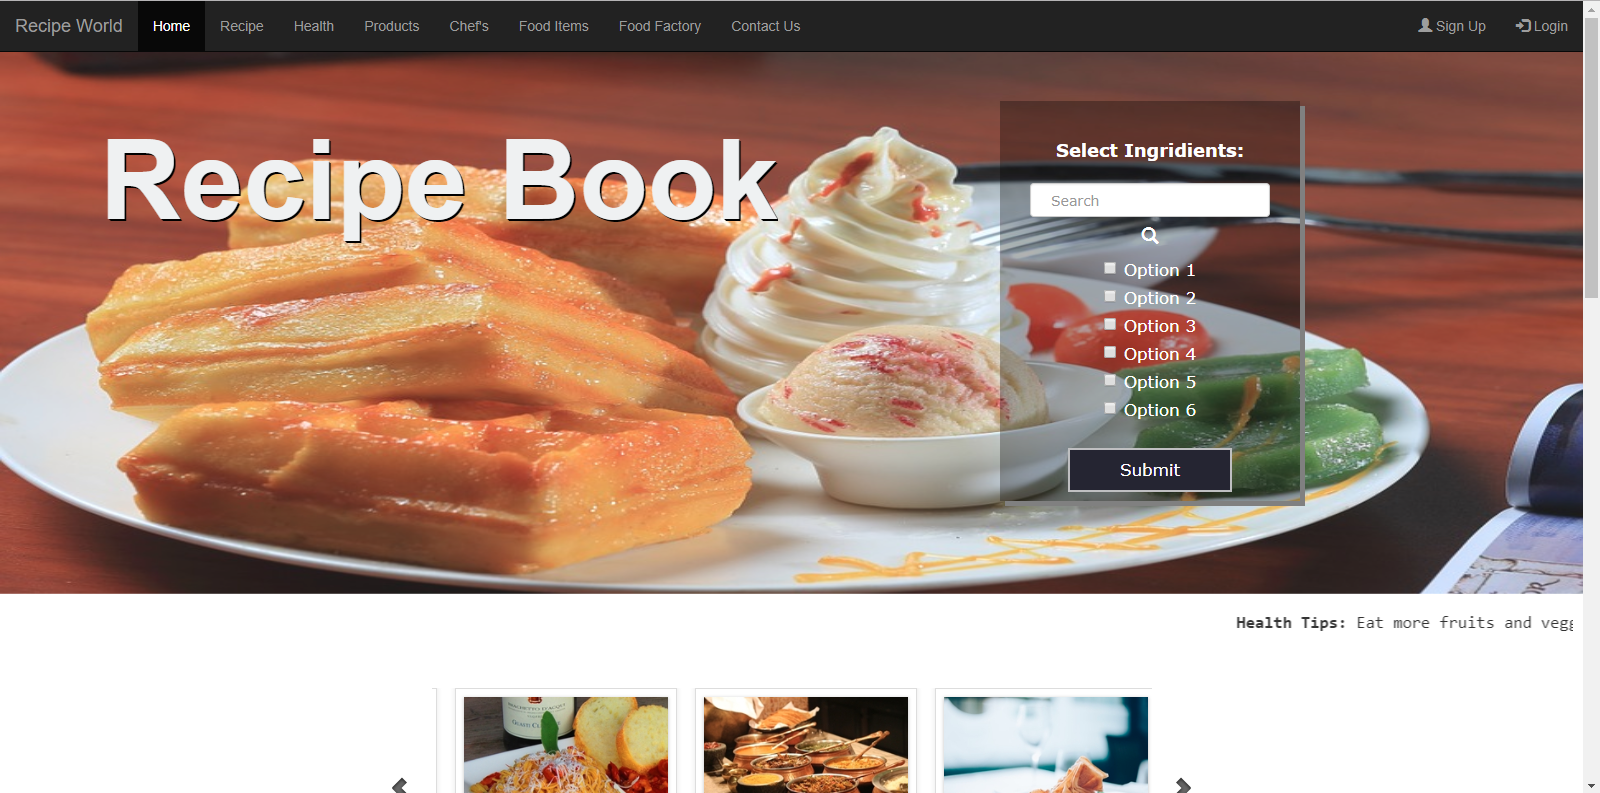 Recipe World Home Recipe Health Products Chef's Food Items Food Factory Contact Us Sign Up Login
Recipe Book
Select Ingridients:
Search
Option 1
Option 2
Option 3
Option 4
Option 5
Option 6
Submit
Health Tips: Eat more fruits and vegg